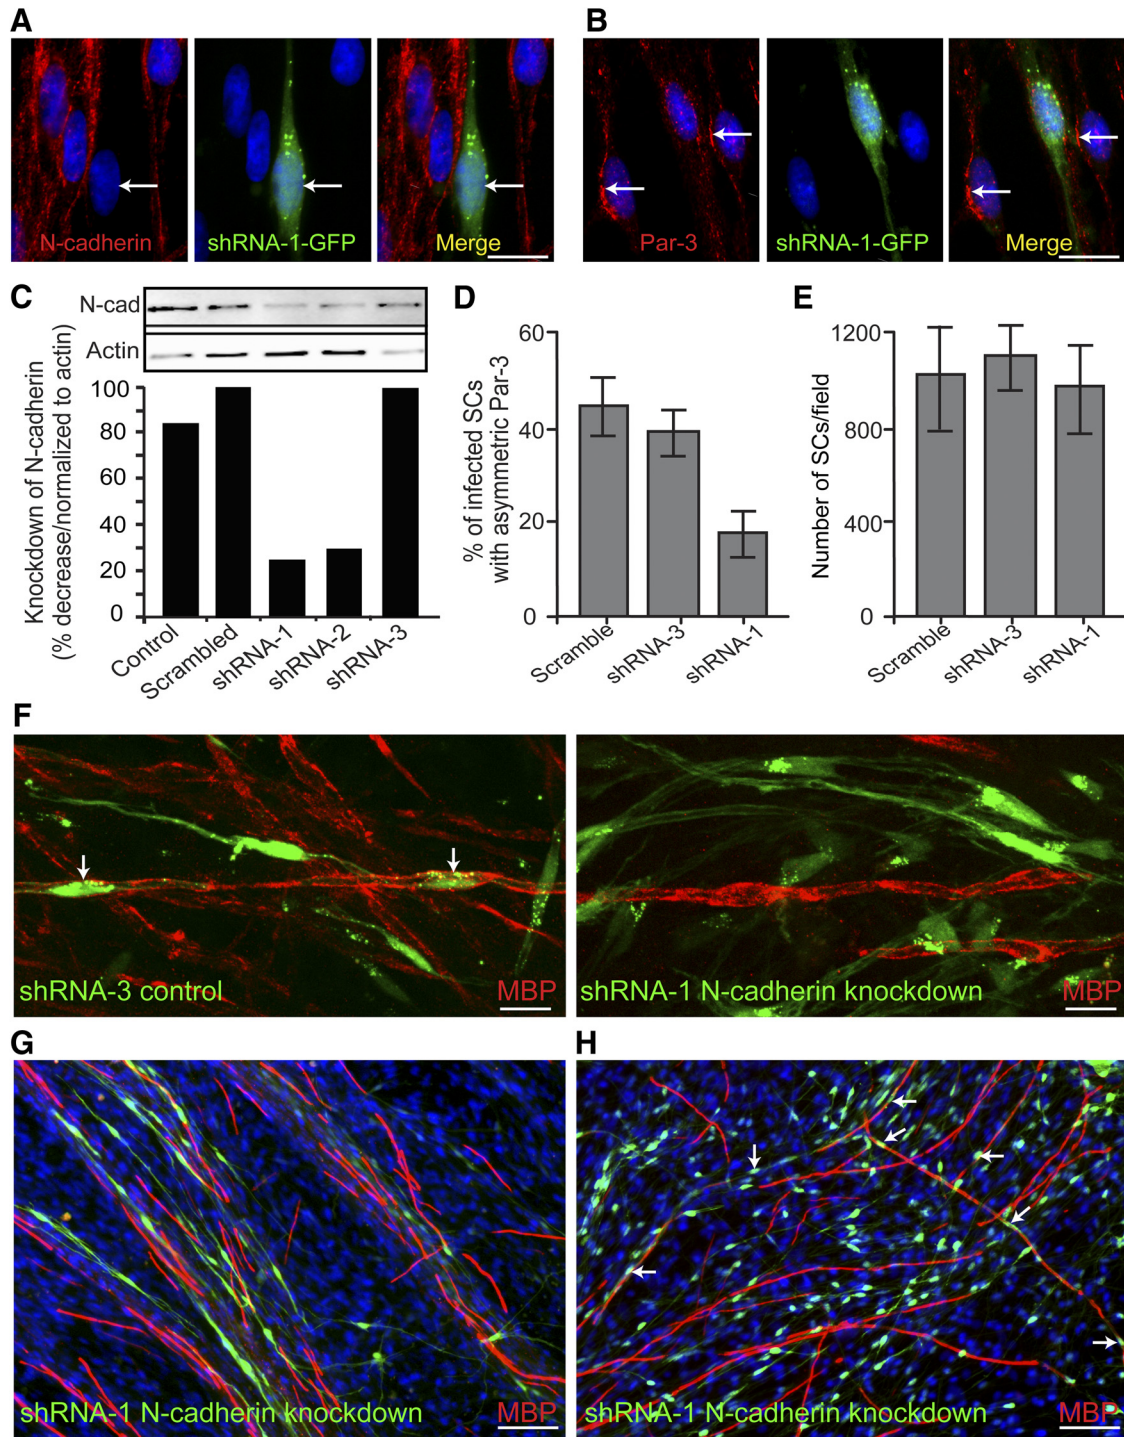 A
B
N-cadherin
shRNA-1-GFP
Merge
Par-3
shRNA-1-GFP
Merge
C
N-cad
Actin
Knockdown of N-cadherin
(% decrease/normalized to actin)
100
80
60
40
20
0
Control
Scrambled
shRNA-1
shRNA-2
shRNA-3
D
% of infected SCs
with asymmetric Par-3
60
40
20
0
Scramble
shRNA-3
shRNA-1
E
Number of SCs/field
1200
800
400
0
Scramble
shRNA-3
shRNA-1
F
shRNA-3 control
MBP
shRNA-1 N-cadherin knockdown
MBP
G
H
shRNA-1 N-cadherin knockdown
MBP
shRNA-1 N-cadherin knockdown
MBP